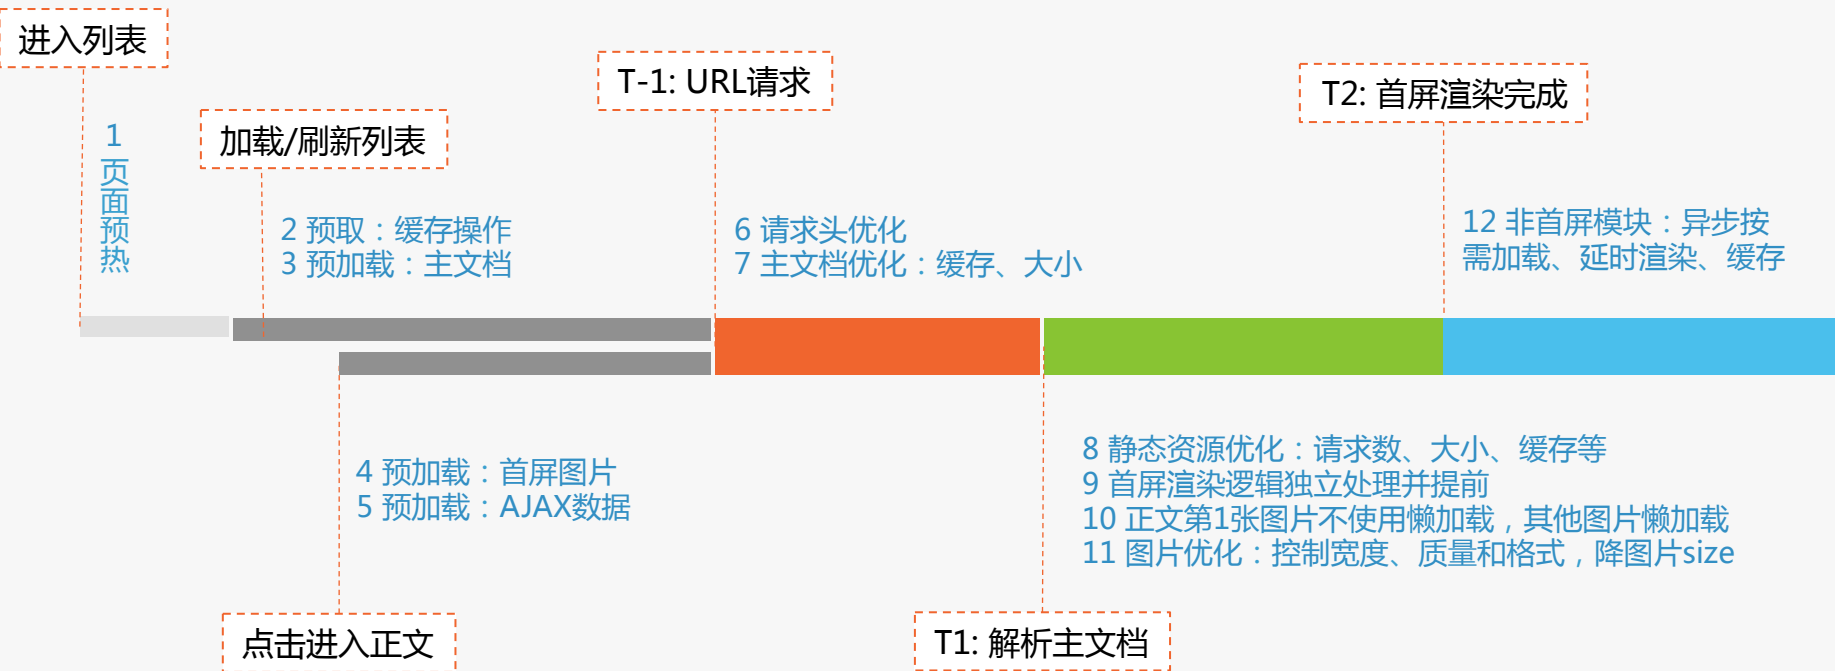 进入列表
1
页面预热
加载/刷新列表
2 预取：缓存操作
3 预加载：主文档
T-1: URL请求
6 请求头优化
7 主文档优化：缓存、大小
T2: 首屏渲染完成
12 非首屏模块：异步按
需加载、延时渲染、缓存
4 预加载：首屏图片
5 预加载：AJAX数据
点击进入正文
8 静态资源优化：请求数、大小、缓存等
9 首屏渲染逻辑独立处理并提前
10 正文第1张图片不使用懒加载，其他图片懒加载
11 图片优化：控制宽度、质量和格式，降图片size
T1: 解析主文档